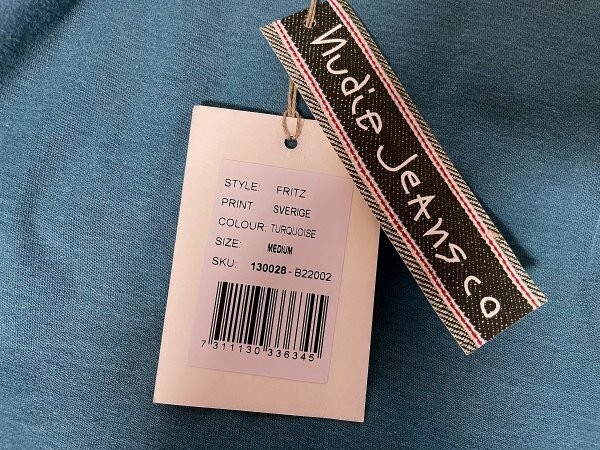 Nudie Jeans co
STYLE: FRITZ
PRINT: SVERIGE
COLOUR: TURQUOISE
SIZE: MEDIUM
SKU: 130028-B22002
7 311130 336345